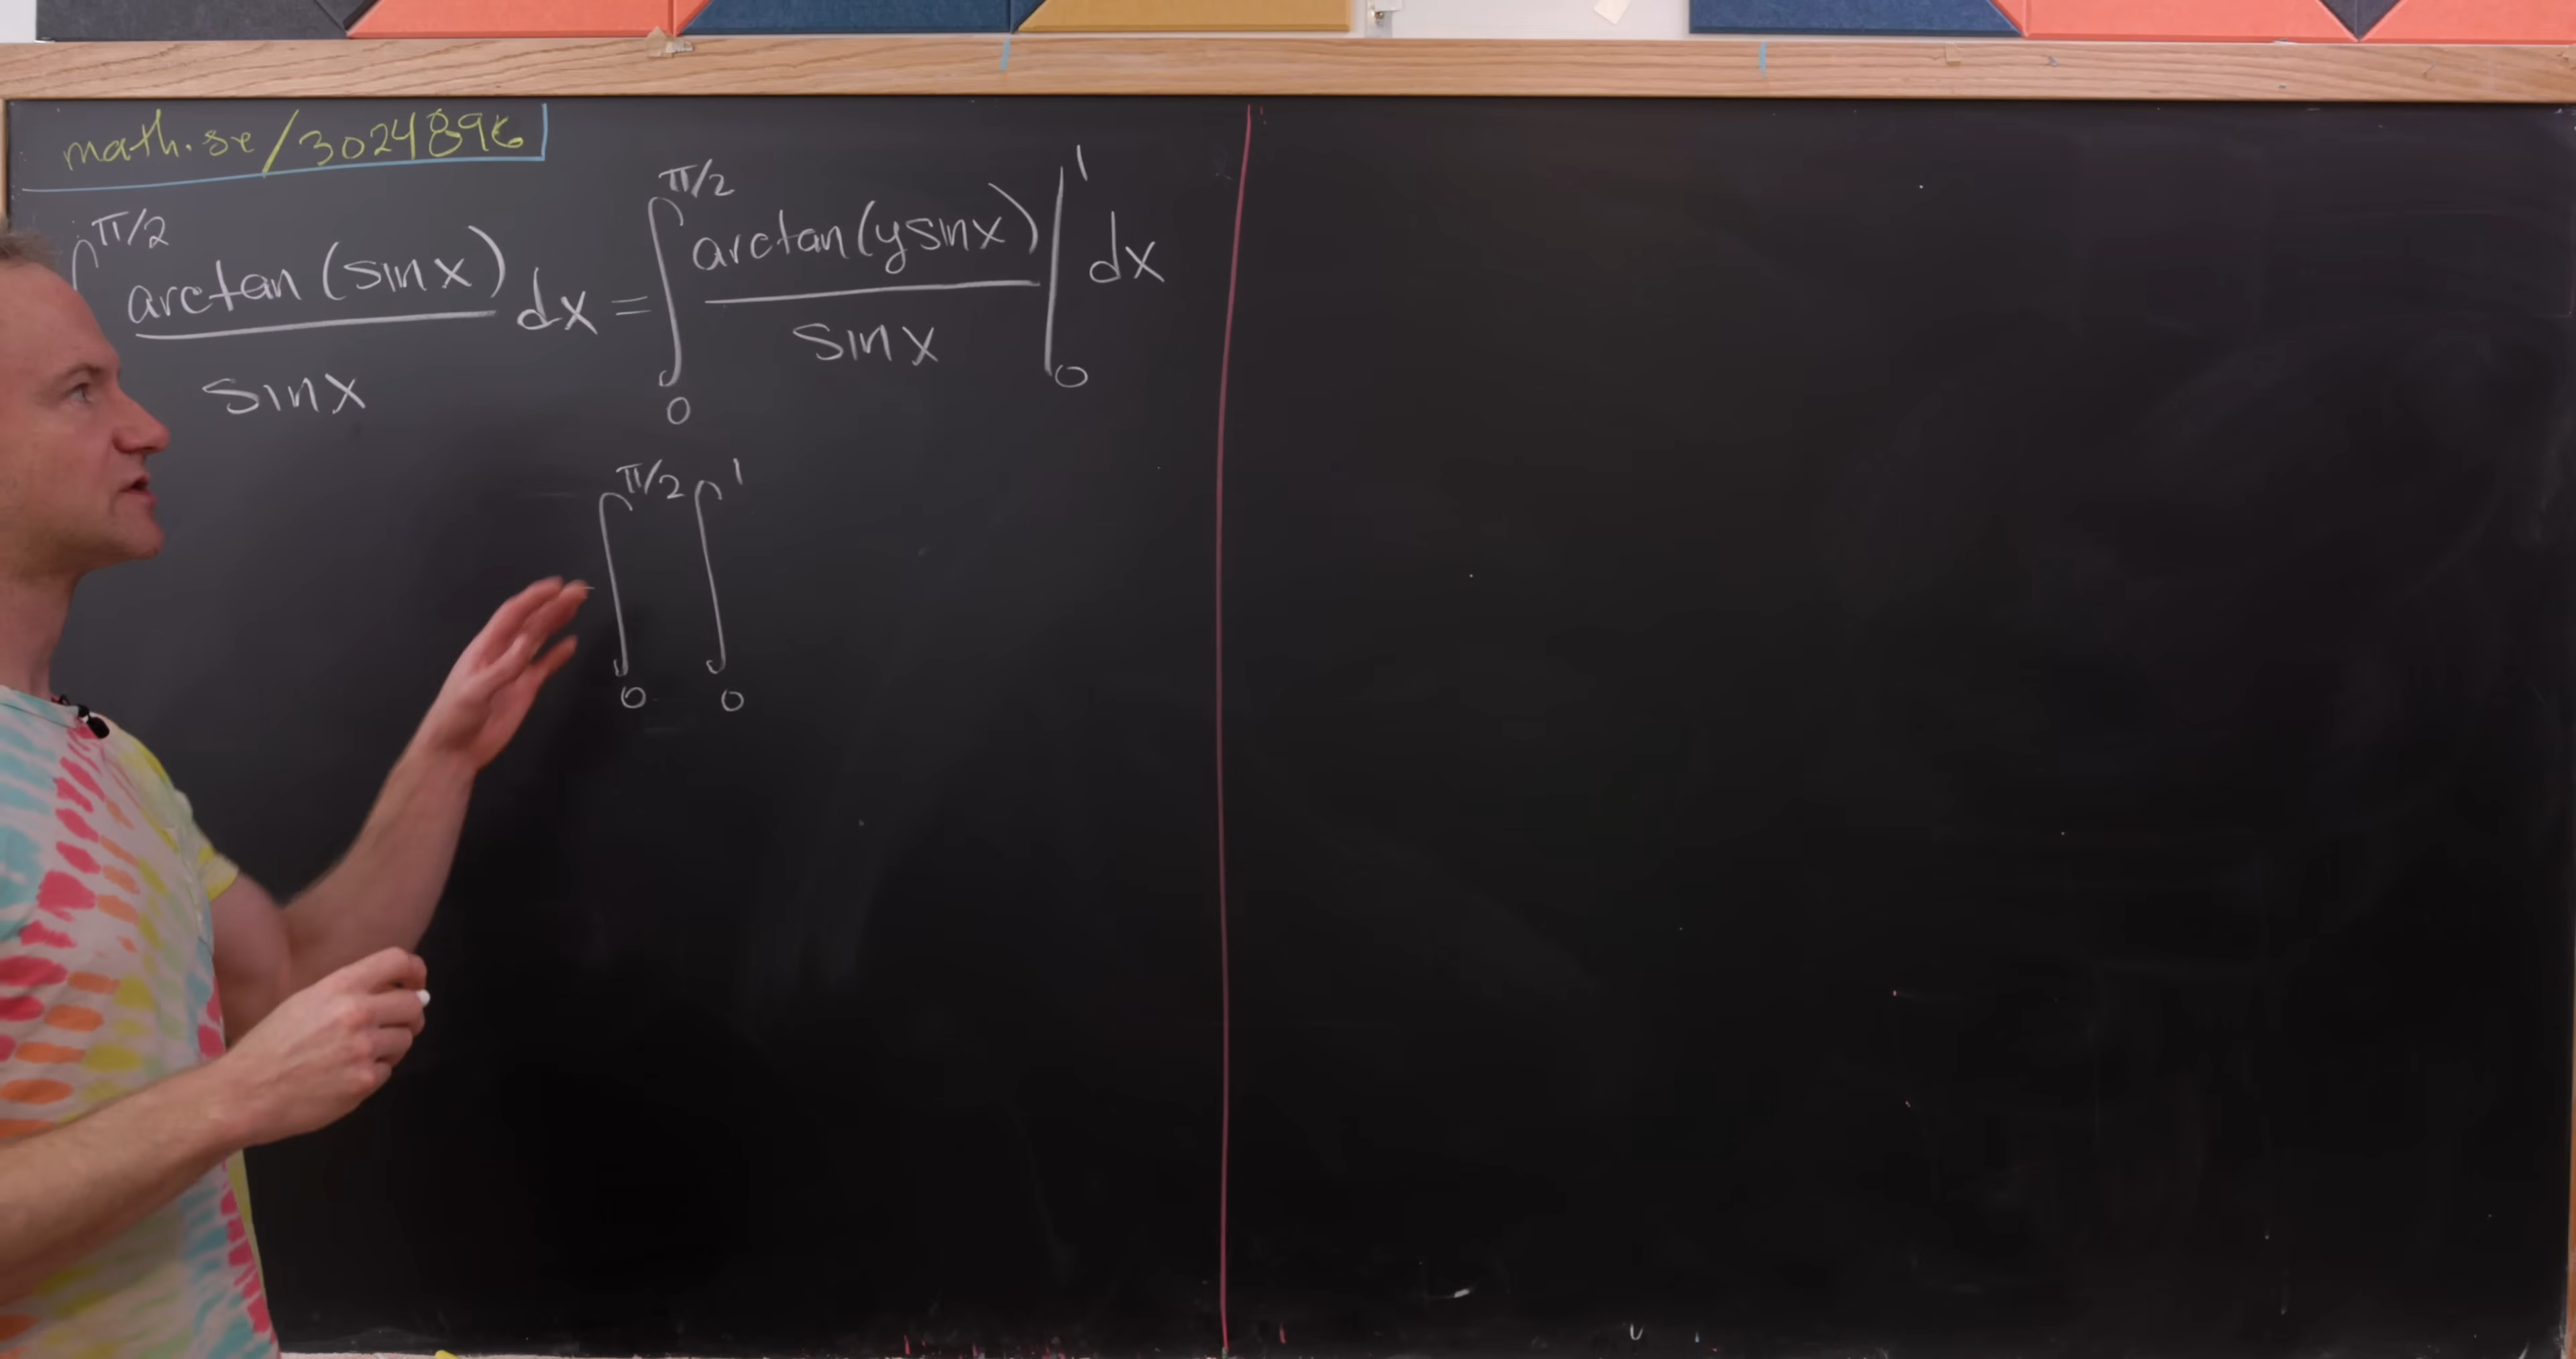 math.se/3024896
∫₀^{π/2} arctan(sinx)/sinx dx = ∫₀^{π/2} arctan(ysinx)/sinx |₀¹ dx
∫₀^{π/2} ∫₀¹